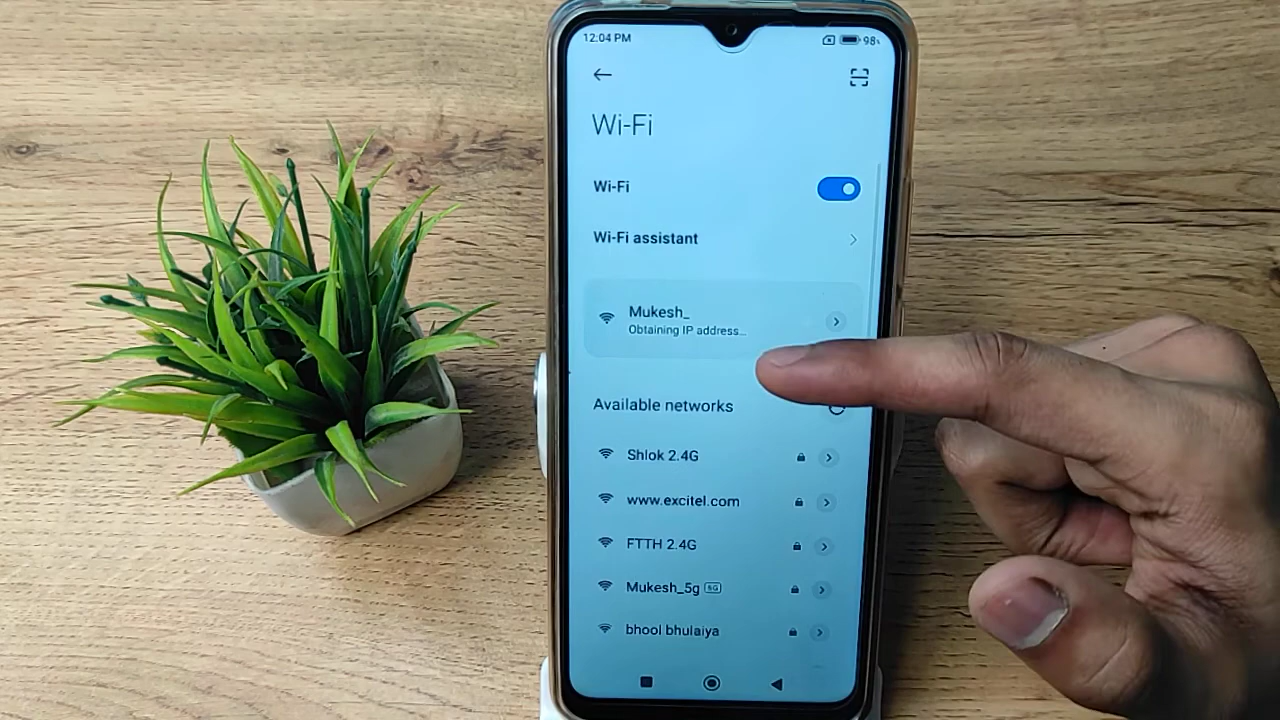 12:04 PM 98%
Wi-Fi
Wi-Fi
Wi-Fi assistant
Mukesh_
Obtaining IP address...
Available networks
Shlok 2.4G
www.excitel.com
FTTH 2.4G
Mukesh_5g 5G
bhool bhulaiya